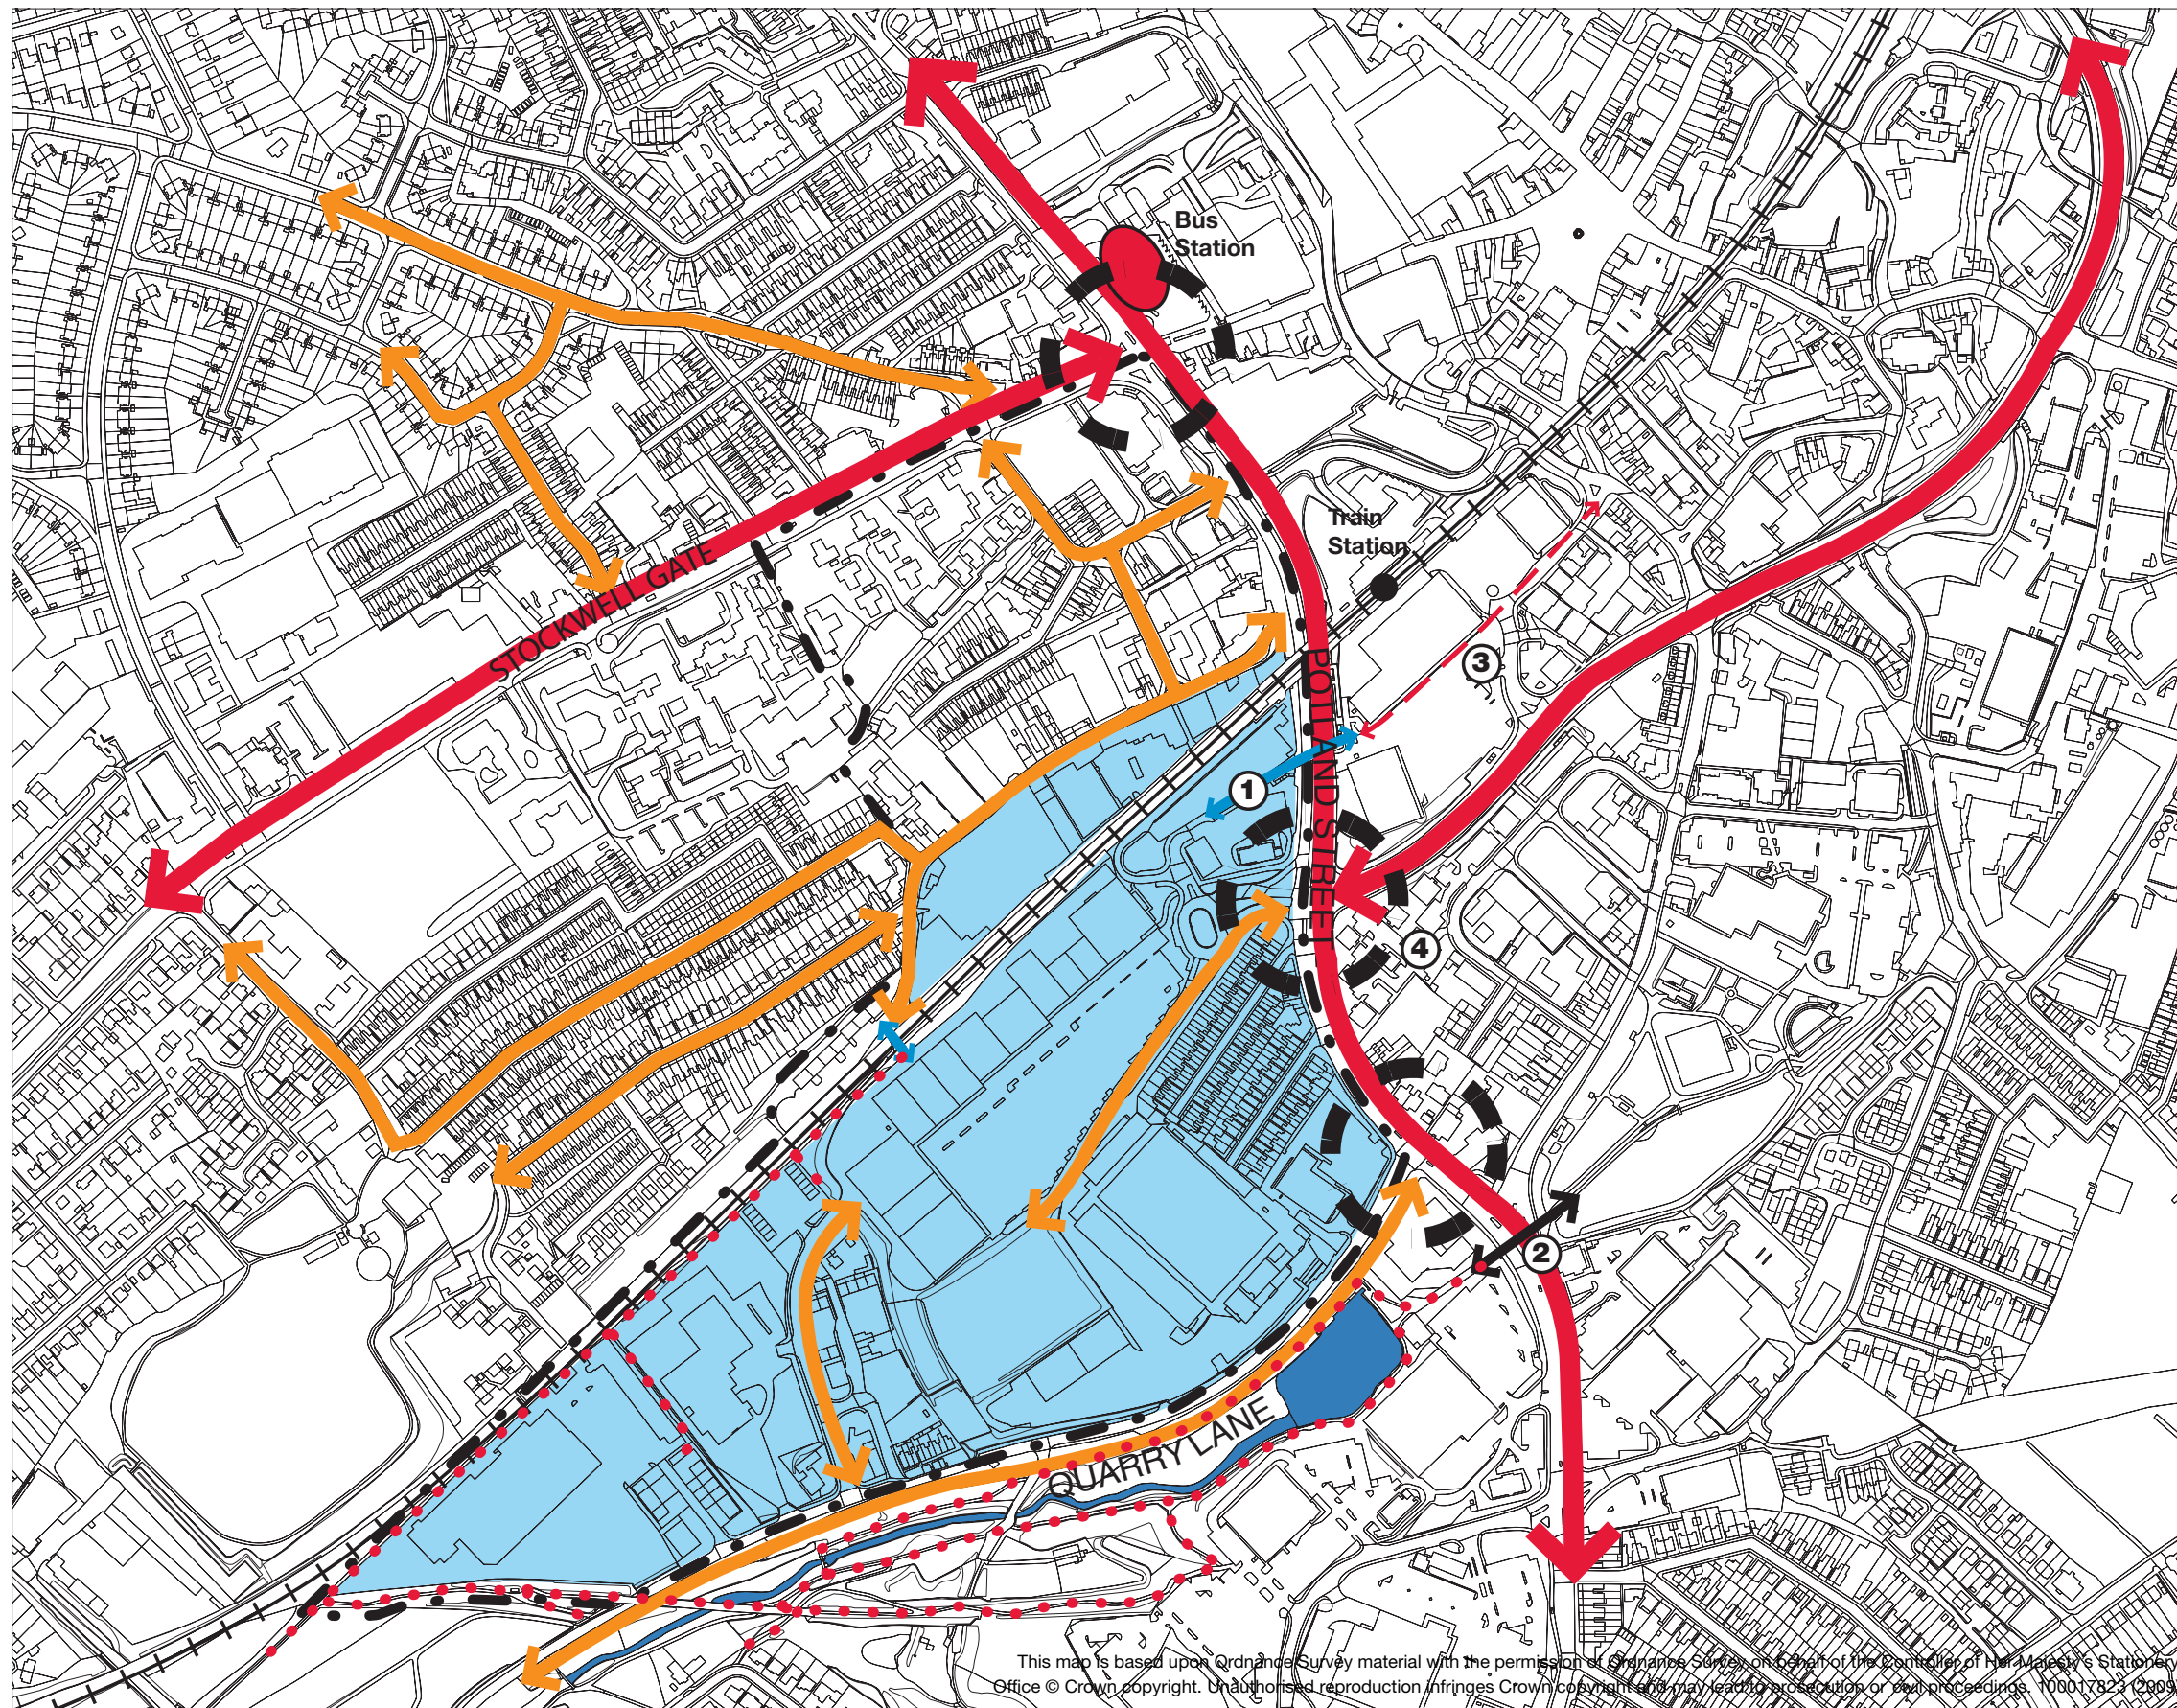 Bus
Station
Train
Station
STOCKWELL GATE
3
1
PORTLAND STREET
4
2
QUARRY LANE
This map is based upon Ordnance Survey material with the permission of Ordnance Survey on behalf of the Controller of Her Majesty's Stationery
Office © Crown copyright. Unauthorised reproduction infringes Crown copyright and may lead to prosecution or civil proceedings. 100017823 (2009